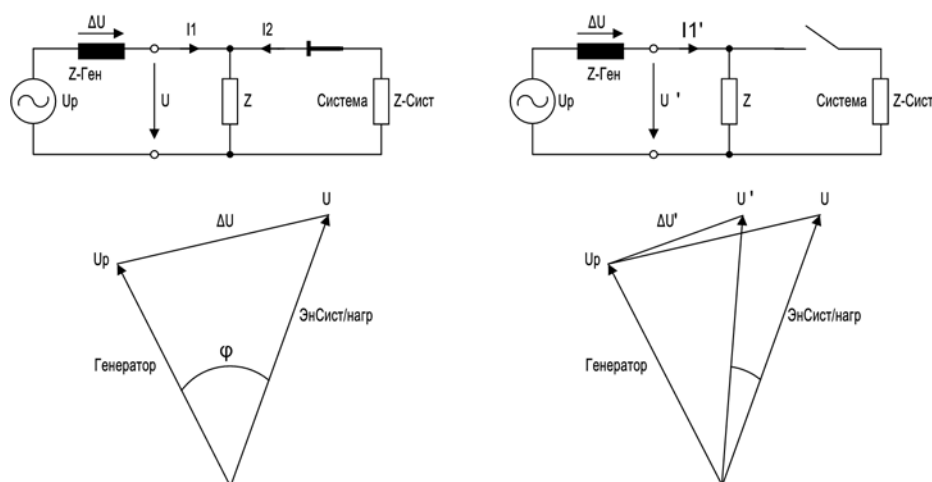 ΔU
I1
I2
Z-Ген
Up
U
Z
Система
Z-Сист
ΔU
I1'
Z-Ген
Up
U '
Z
Система
Z-Сист
U
ΔU
Up
ЭнСист/нагр
Генератор
φ
U '
U
ΔU'
Up
ЭнСист/нагр
Генератор